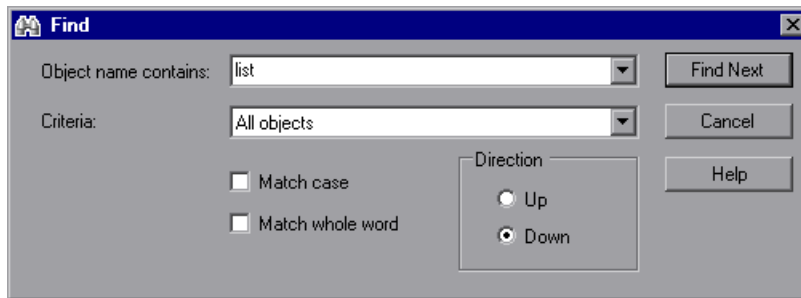 Find
Object name contains: list Find Next
Criteria: All objects Cancel
Direction
Match case Help
Up
Match whole word
Down